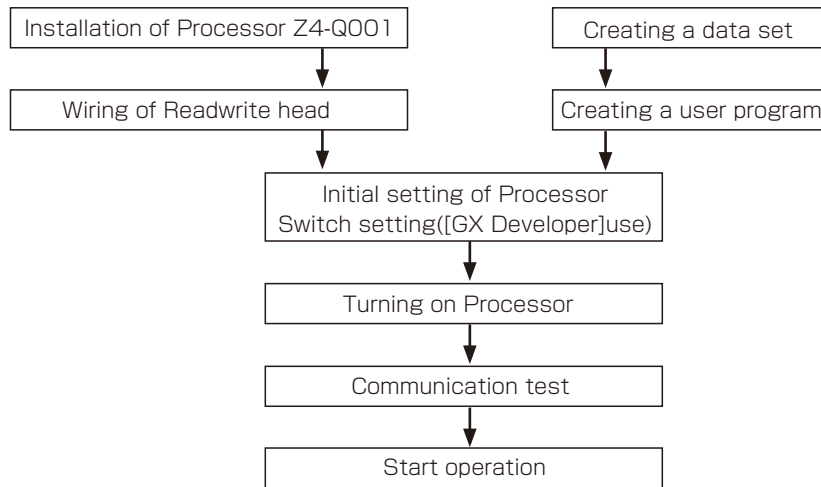 Installation of Processor Z4-Q001
Creating a data set
Wiring of Readwrite head
Creating a user program
Initial setting of Processor
Switch setting([GX Developer]use)
Turning on Processor
Communication test
Start operation